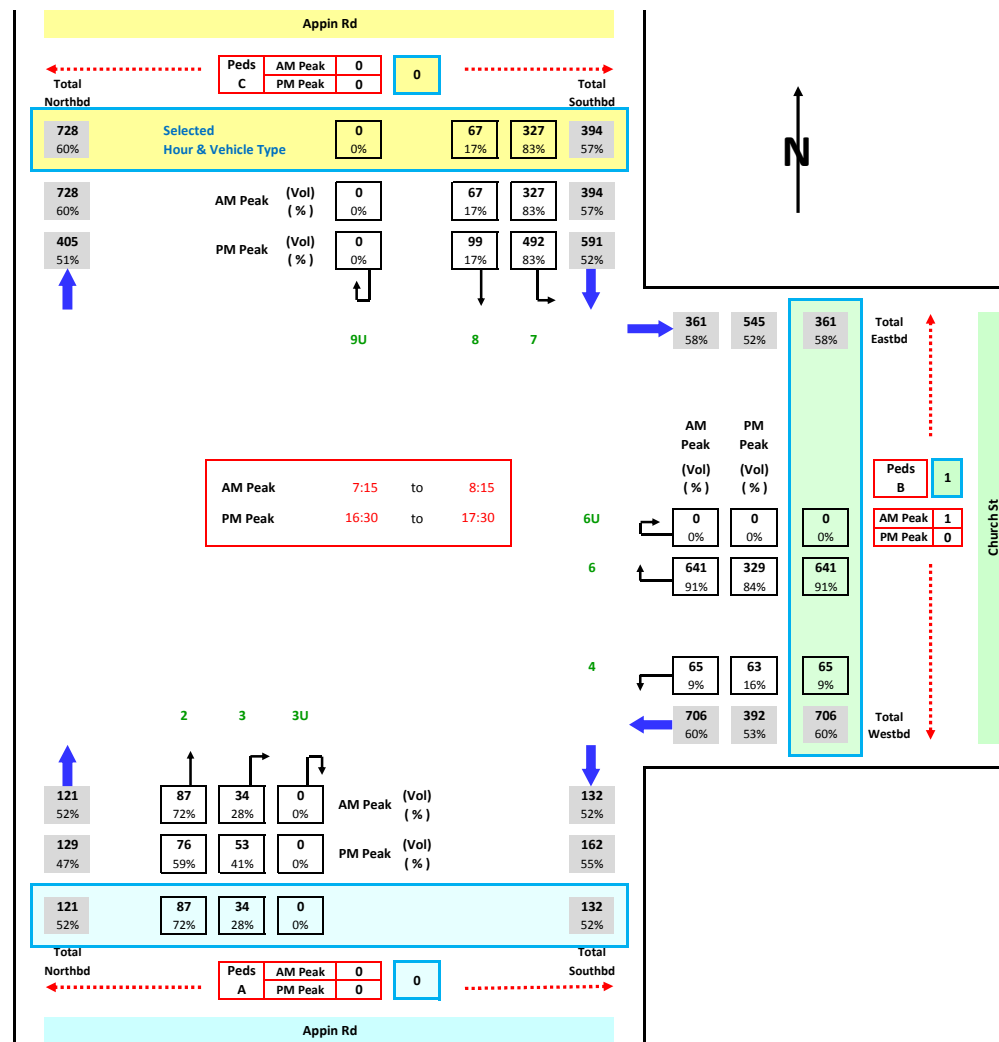 Appin Rd
Peds C AM Peak 0 0
PM Peak 0
Total Northbd Total Southbd
728 Selected 0 67 327 394
60% Hour & Vehicle Type 0% 17% 83% 57%
728 AM Peak (Vol) 0 67 327 394
60% ( % ) 0% 17% 83% 57%
405 PM Peak (Vol) 0 99 492 591
51% ( % ) 0% 17% 83% 52%
N
9U 8 7
361 545 361 Total
58% 52% 58% Eastbd
AM PM
Peak Peak
(Vol) (Vol)
( % ) ( % )
Peds B 1
AM Peak 1
PM Peak 0
Church St
AM Peak 7:15 to 8:15
PM Peak 16:30 to 17:30
6U 0 0 0
0% 0% 0%
6 641 329 641
91% 84% 91%
4 65 63 65
9% 16% 9%
706 392 706 Total
60% 53% 60% Westbd
2 3 3U
121 87 34 0 AM Peak (Vol) 132
52% 72% 28% 0% ( % ) 52%
129 76 53 0 PM Peak (Vol) 162
47% 59% 41% 0% ( % ) 55%
121 87 34 0 132
52% 72% 28% 0% 52%
Total Northbd Total Southbd
Peds A AM Peak 0 0
PM Peak 0
Appin Rd